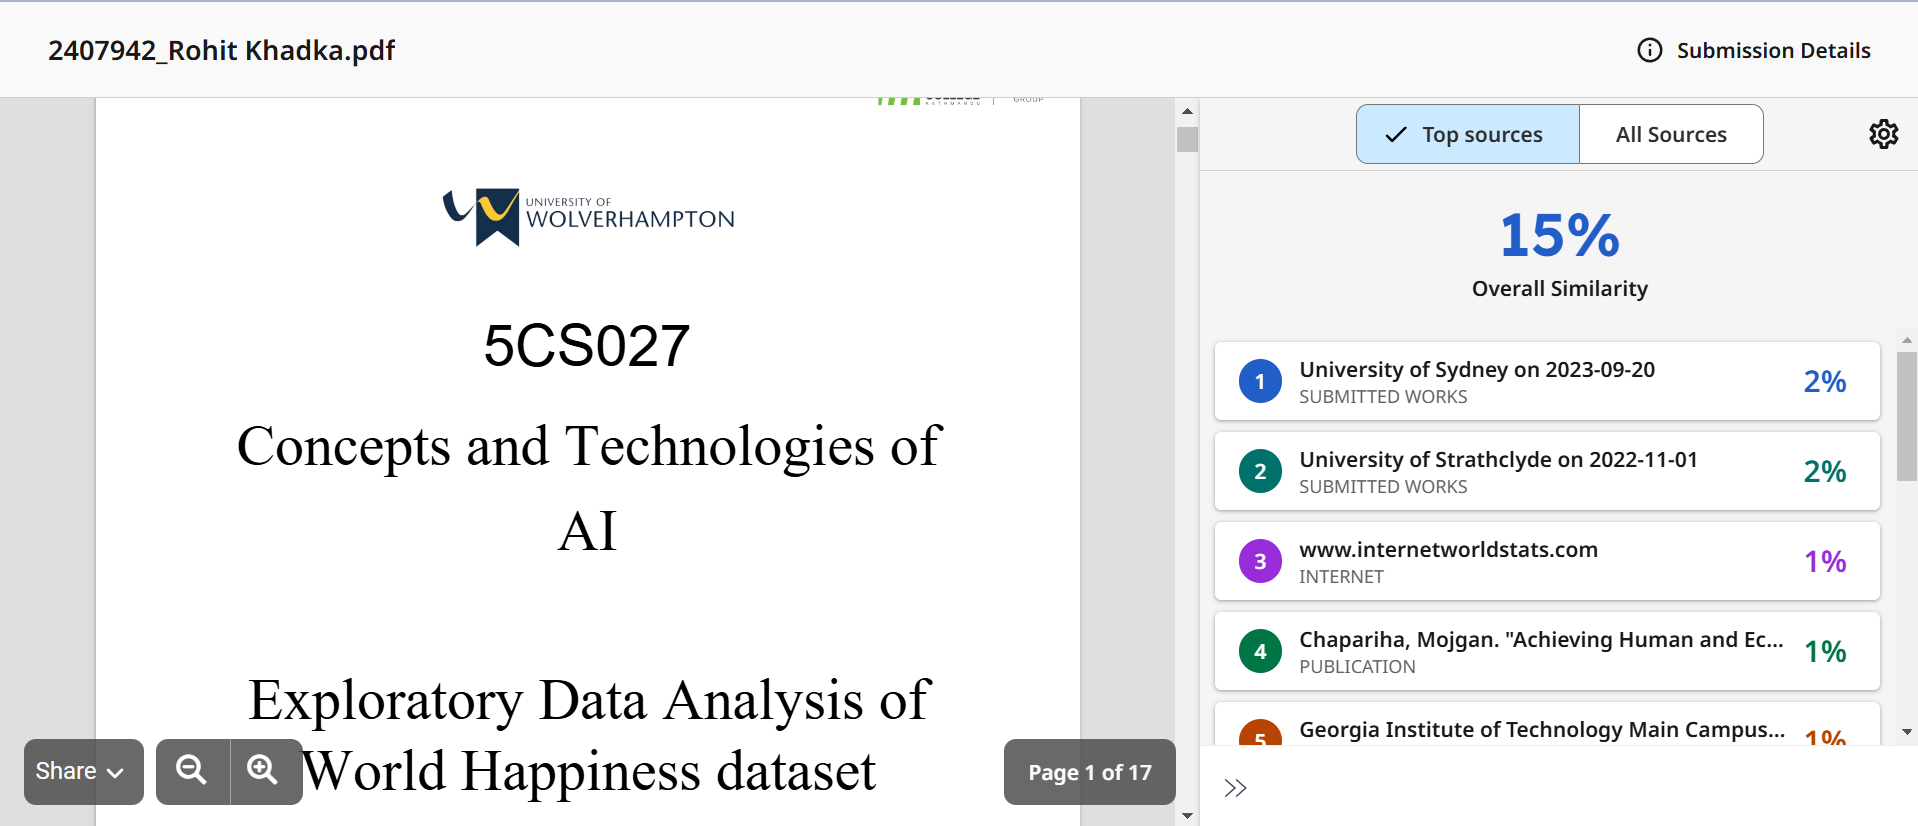 2407942_Rohit Khadka.pdf
Submission Details
KATHMANDU
GROUP
UNIVERSITY OF
WOLVERHAMPTON
5CS027
Concepts and Technologies of
AI
Exploratory Data Analysis of
World Happiness dataset
Share
Page 1 of 17
Top sources
All Sources
15%
Overall Similarity
1
University of Sydney on 2023-09-20
SUBMITTED WORKS
2%
2
University of Strathclyde on 2022-11-01
SUBMITTED WORKS
2%
3
www.internetworldstats.com
INTERNET
1%
4
Chapariha, Mojgan. "Achieving Human and Ec...
PUBLICATION
1%
5
Georgia Institute of Technology Main Campus...
1%